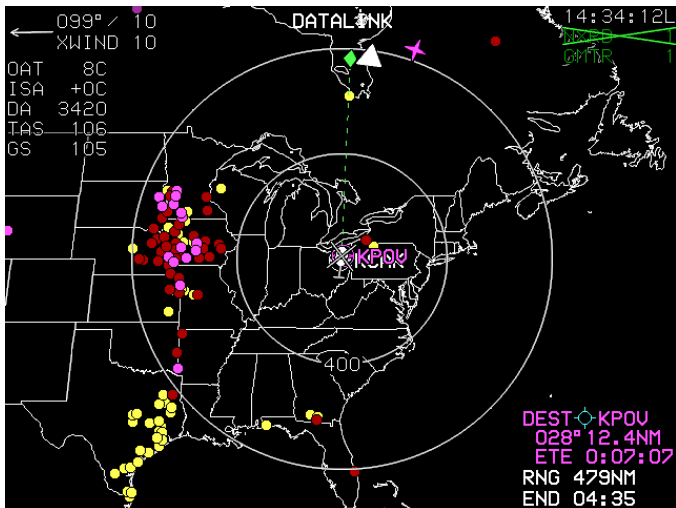 099°/ 10
XWIND 10
DATALINK
14:34:12L
NXRD 1
GMTR 1
OAT 8C
ISA +0C
DA 3420
TAS 106
GS 105
KPOV
400
DEST KPOV
028° 12.4NM
ETE 0:07:07
RNG 479NM
END 04:35